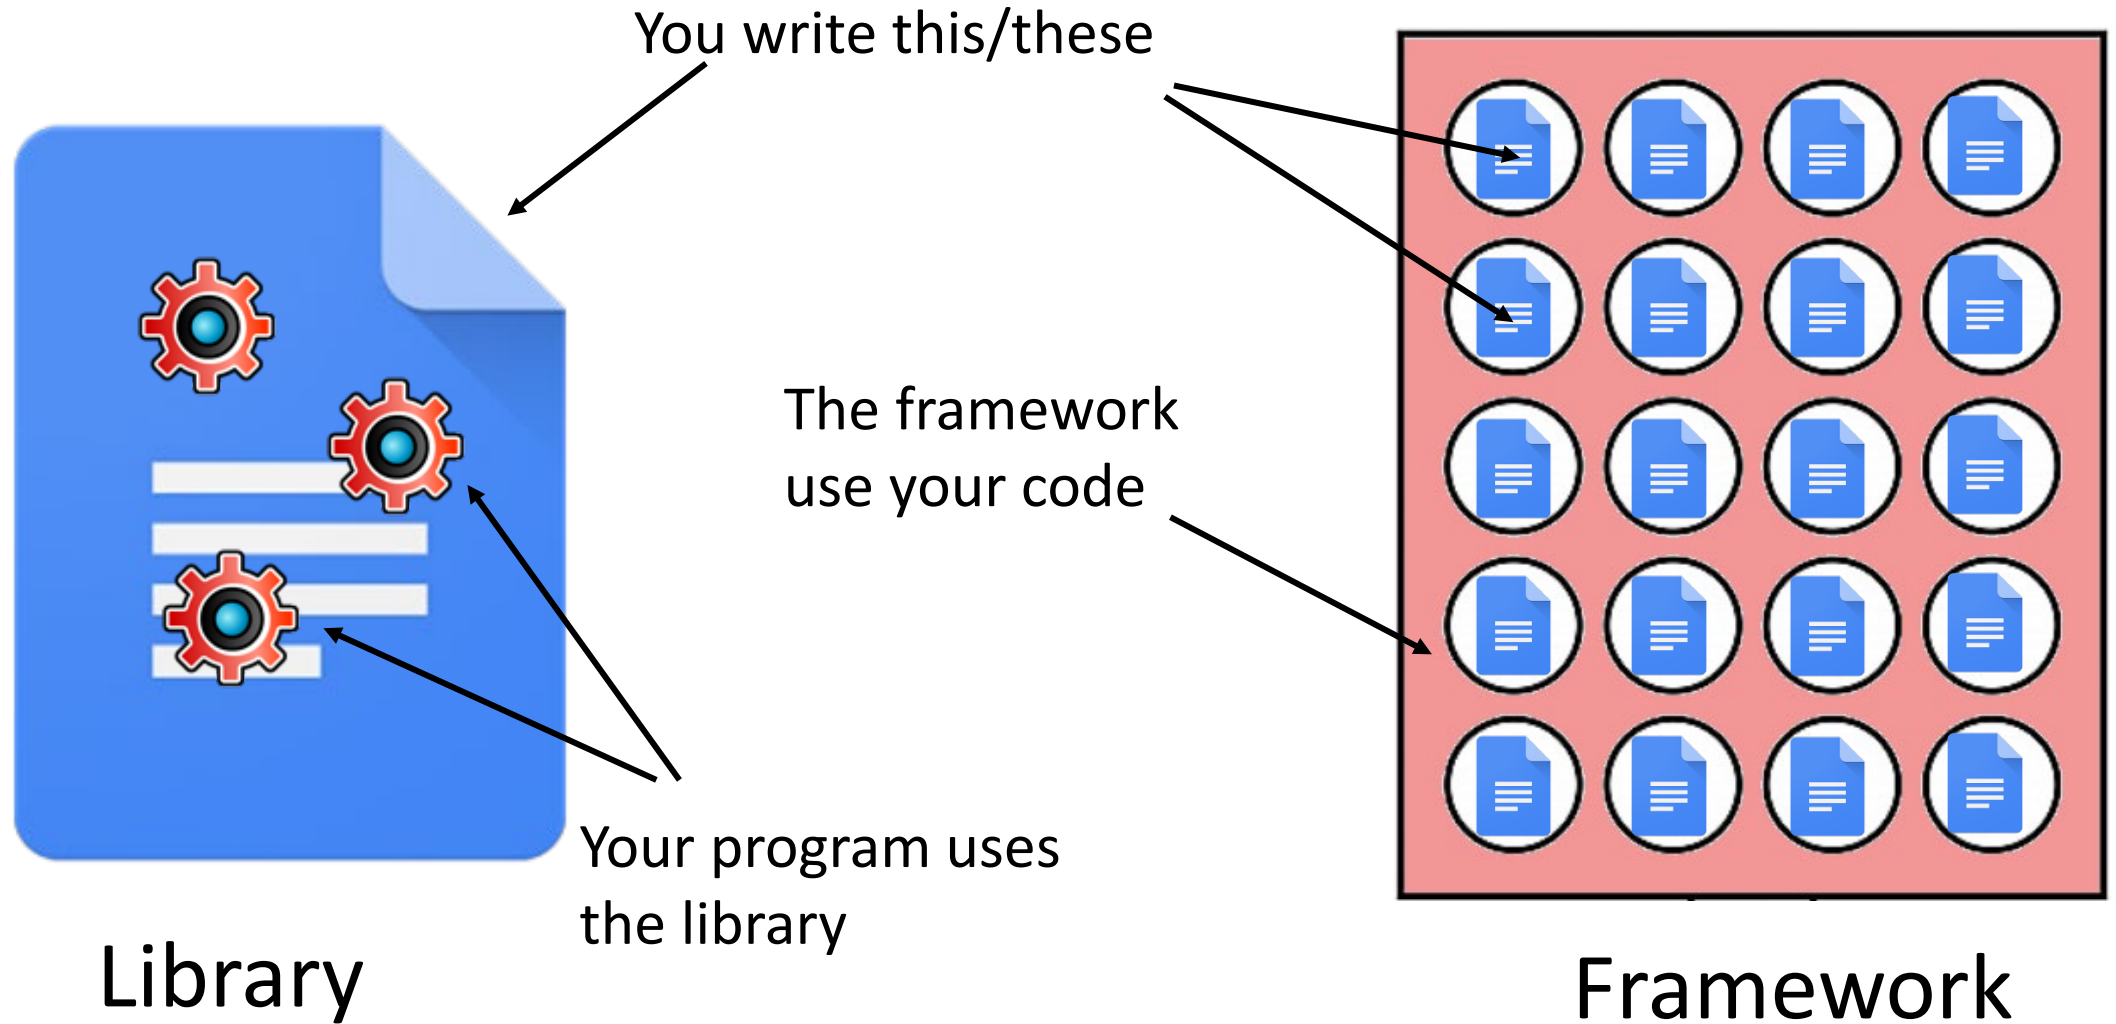 You write this/these
The framework
use your code
Your program uses
the library
Library
Framework